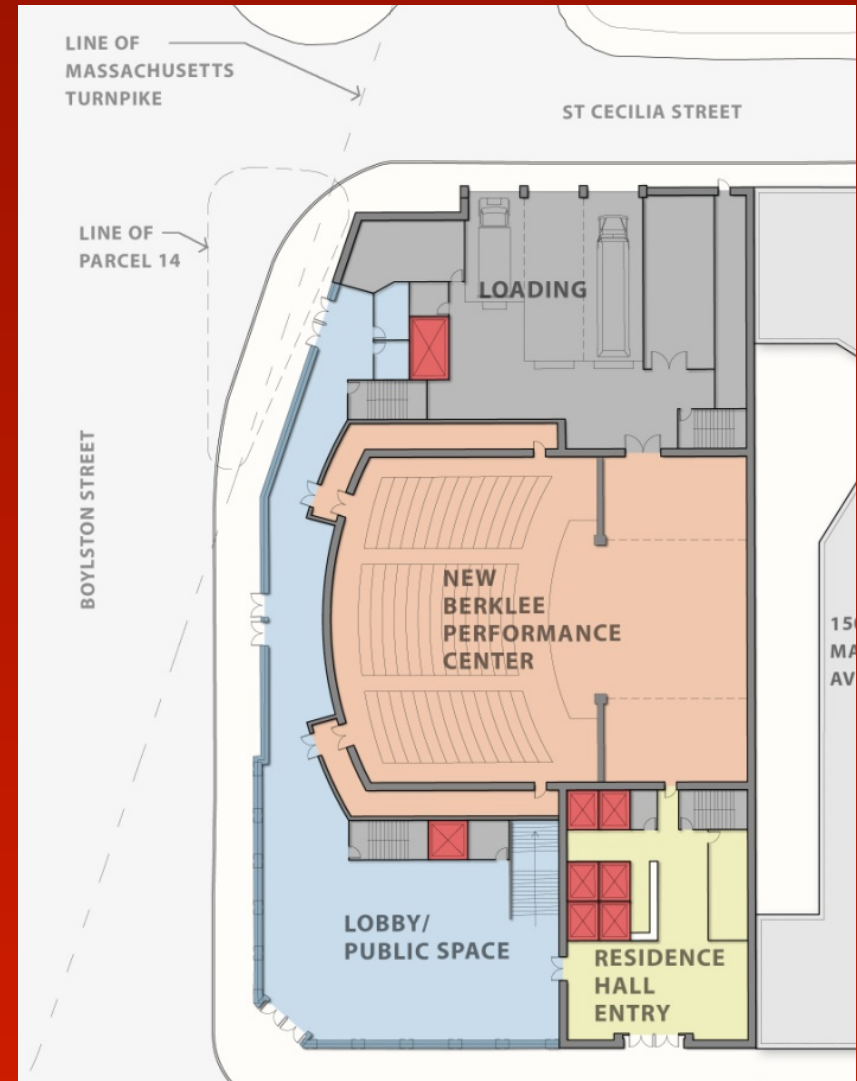 LINE OF
MASSACHUSETTS
TURNPIKE
ST CECILIA STREET
LINE OF
PARCEL 14
LOADING
BOYLSTON STREET
NEW
BERKLEE
PERFORMANCE
CENTER
LOBBY/
PUBLIC SPACE
RESIDENCE
HALL
ENTRY